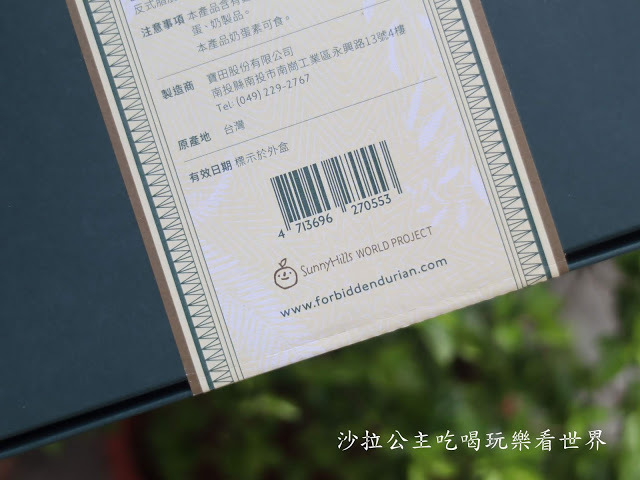 注意事項 本產品含有
蛋、奶製品。
本產品奶蛋素可食。
製造商 寶田股份有限公司
南投縣南投市南崗工業區永興路13號4樓
Tel: (049) 229-2767
原產地 台灣
有效日期 標示於外盒
4 713696 270553
SunnyHills WORLD PROJECT
www.forbiddendurian.com
沙拉公主吃喝玩樂看世界